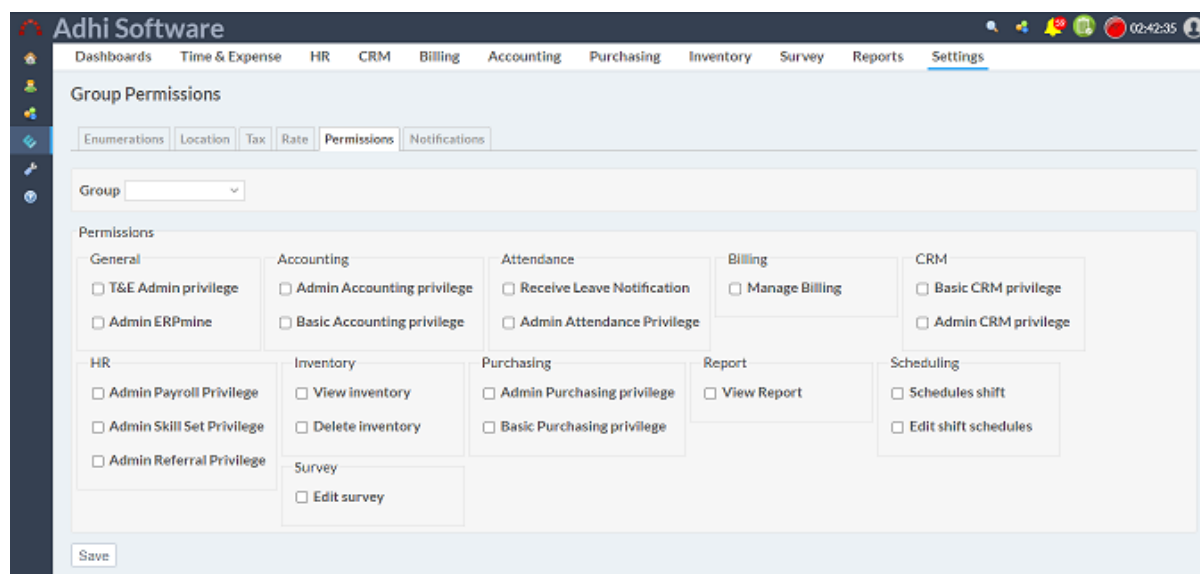 Adhi Software
59
02:42:35
Dashboards Time & Expense HR CRM Billing Accounting Purchasing Inventory Survey Reports Settings
Group Permissions
Enumerations Location Tax Rate Permissions Notifications
Group
Permissions
General Accounting Attendance Billing CRM
T&E Admin privilege Admin Accounting privilege Receive Leave Notification Manage Billing Basic CRM privilege
Admin ERPmine Basic Accounting privilege Admin Attendance Privilege Admin CRM privilege
HR Inventory Purchasing Report Scheduling
Admin Payroll Privilege View inventory Admin Purchasing privilege View Report Schedules shift
Admin Skill Set Privilege Delete inventory Basic Purchasing privilege Edit shift schedules
Admin Referral Privilege
Survey
Edit survey
Save